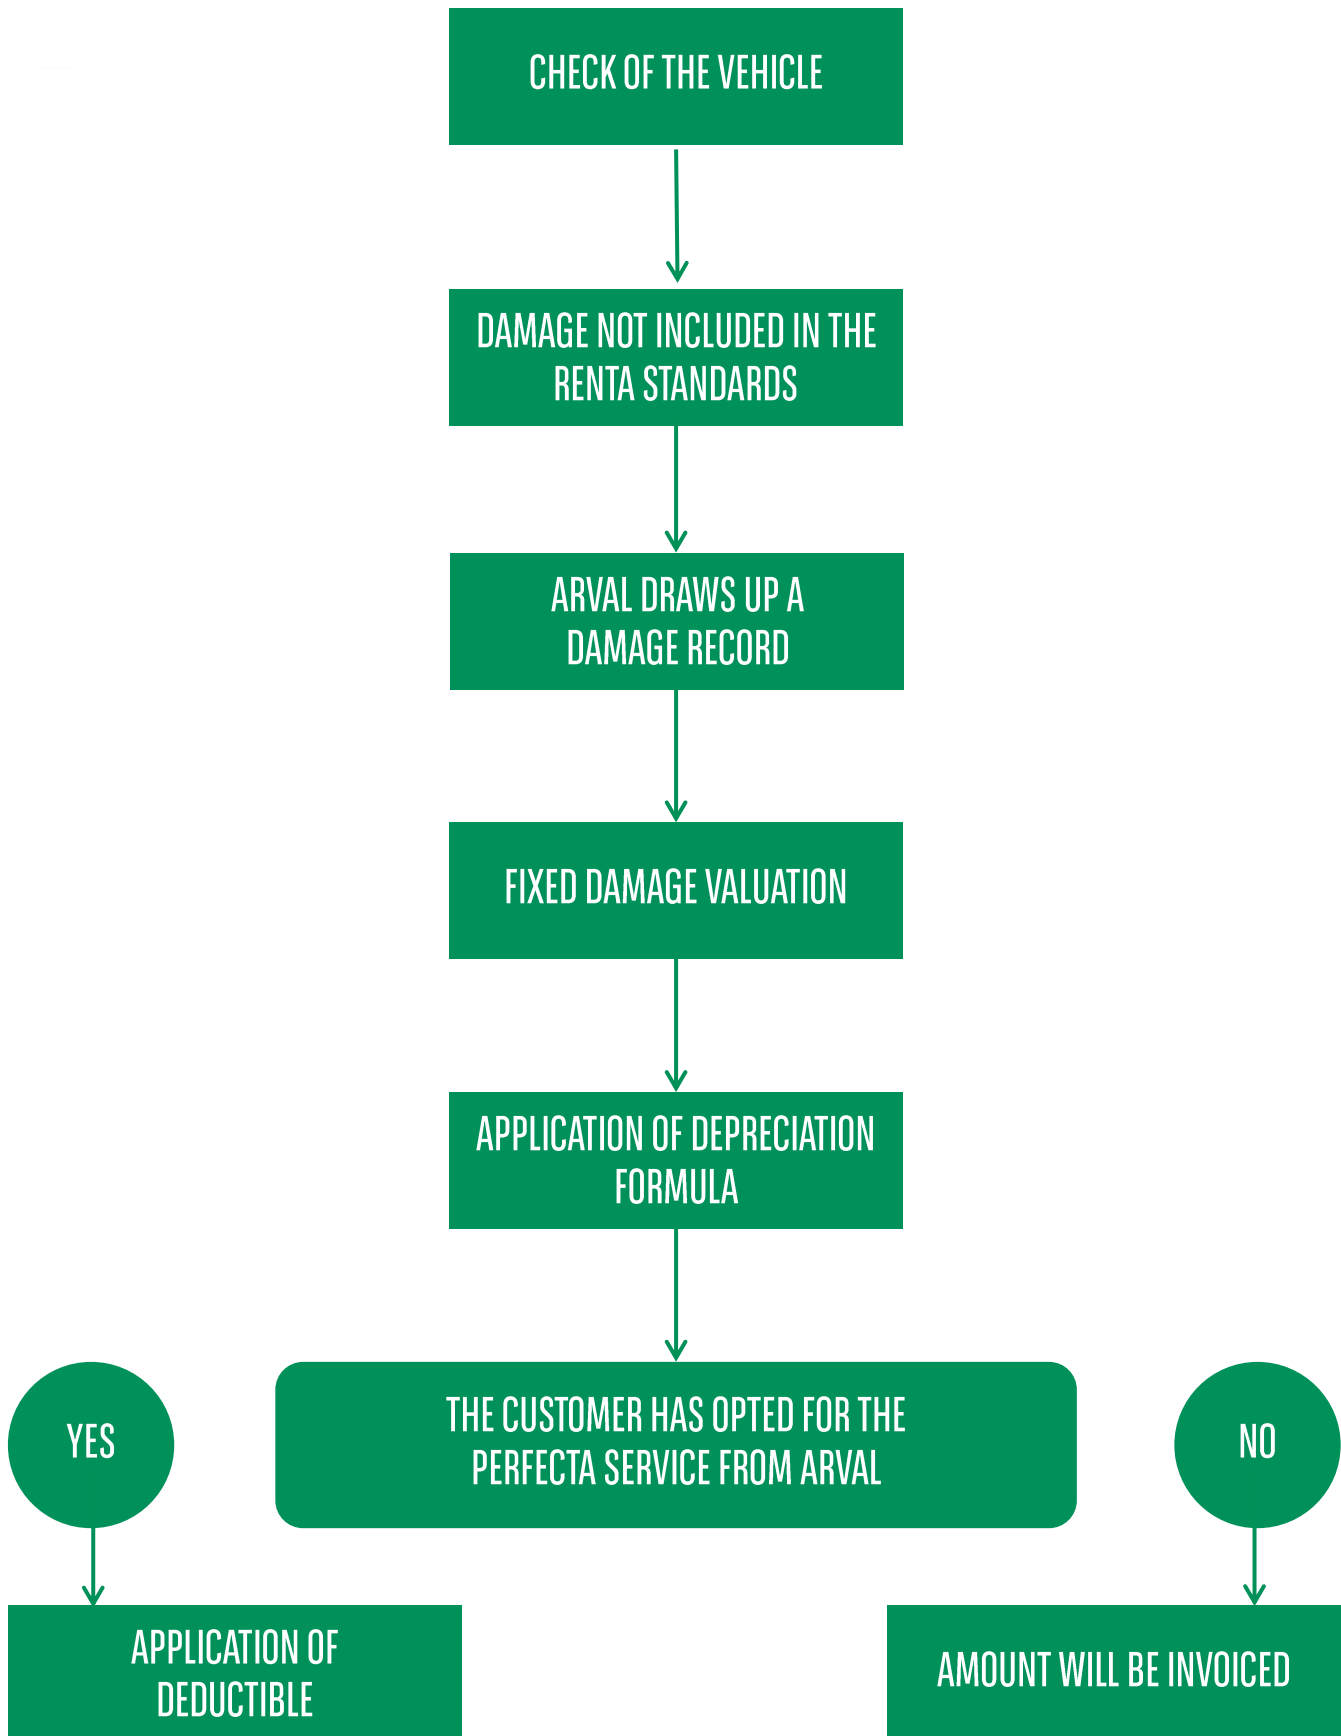 CHECK OF THE VEHICLE
DAMAGE NOT INCLUDED IN THE
RENTA STANDARDS
ARVAL DRAWS UP A
DAMAGE RECORD
FIXED DAMAGE VALUATION
APPLICATION OF DEPRECIATION
FORMULA
YES
THE CUSTOMER HAS OPTED FOR THE
PERFECTA SERVICE FROM ARVAL
NO
APPLICATION OF
DEDUCTIBLE
AMOUNT WILL BE INVOICED